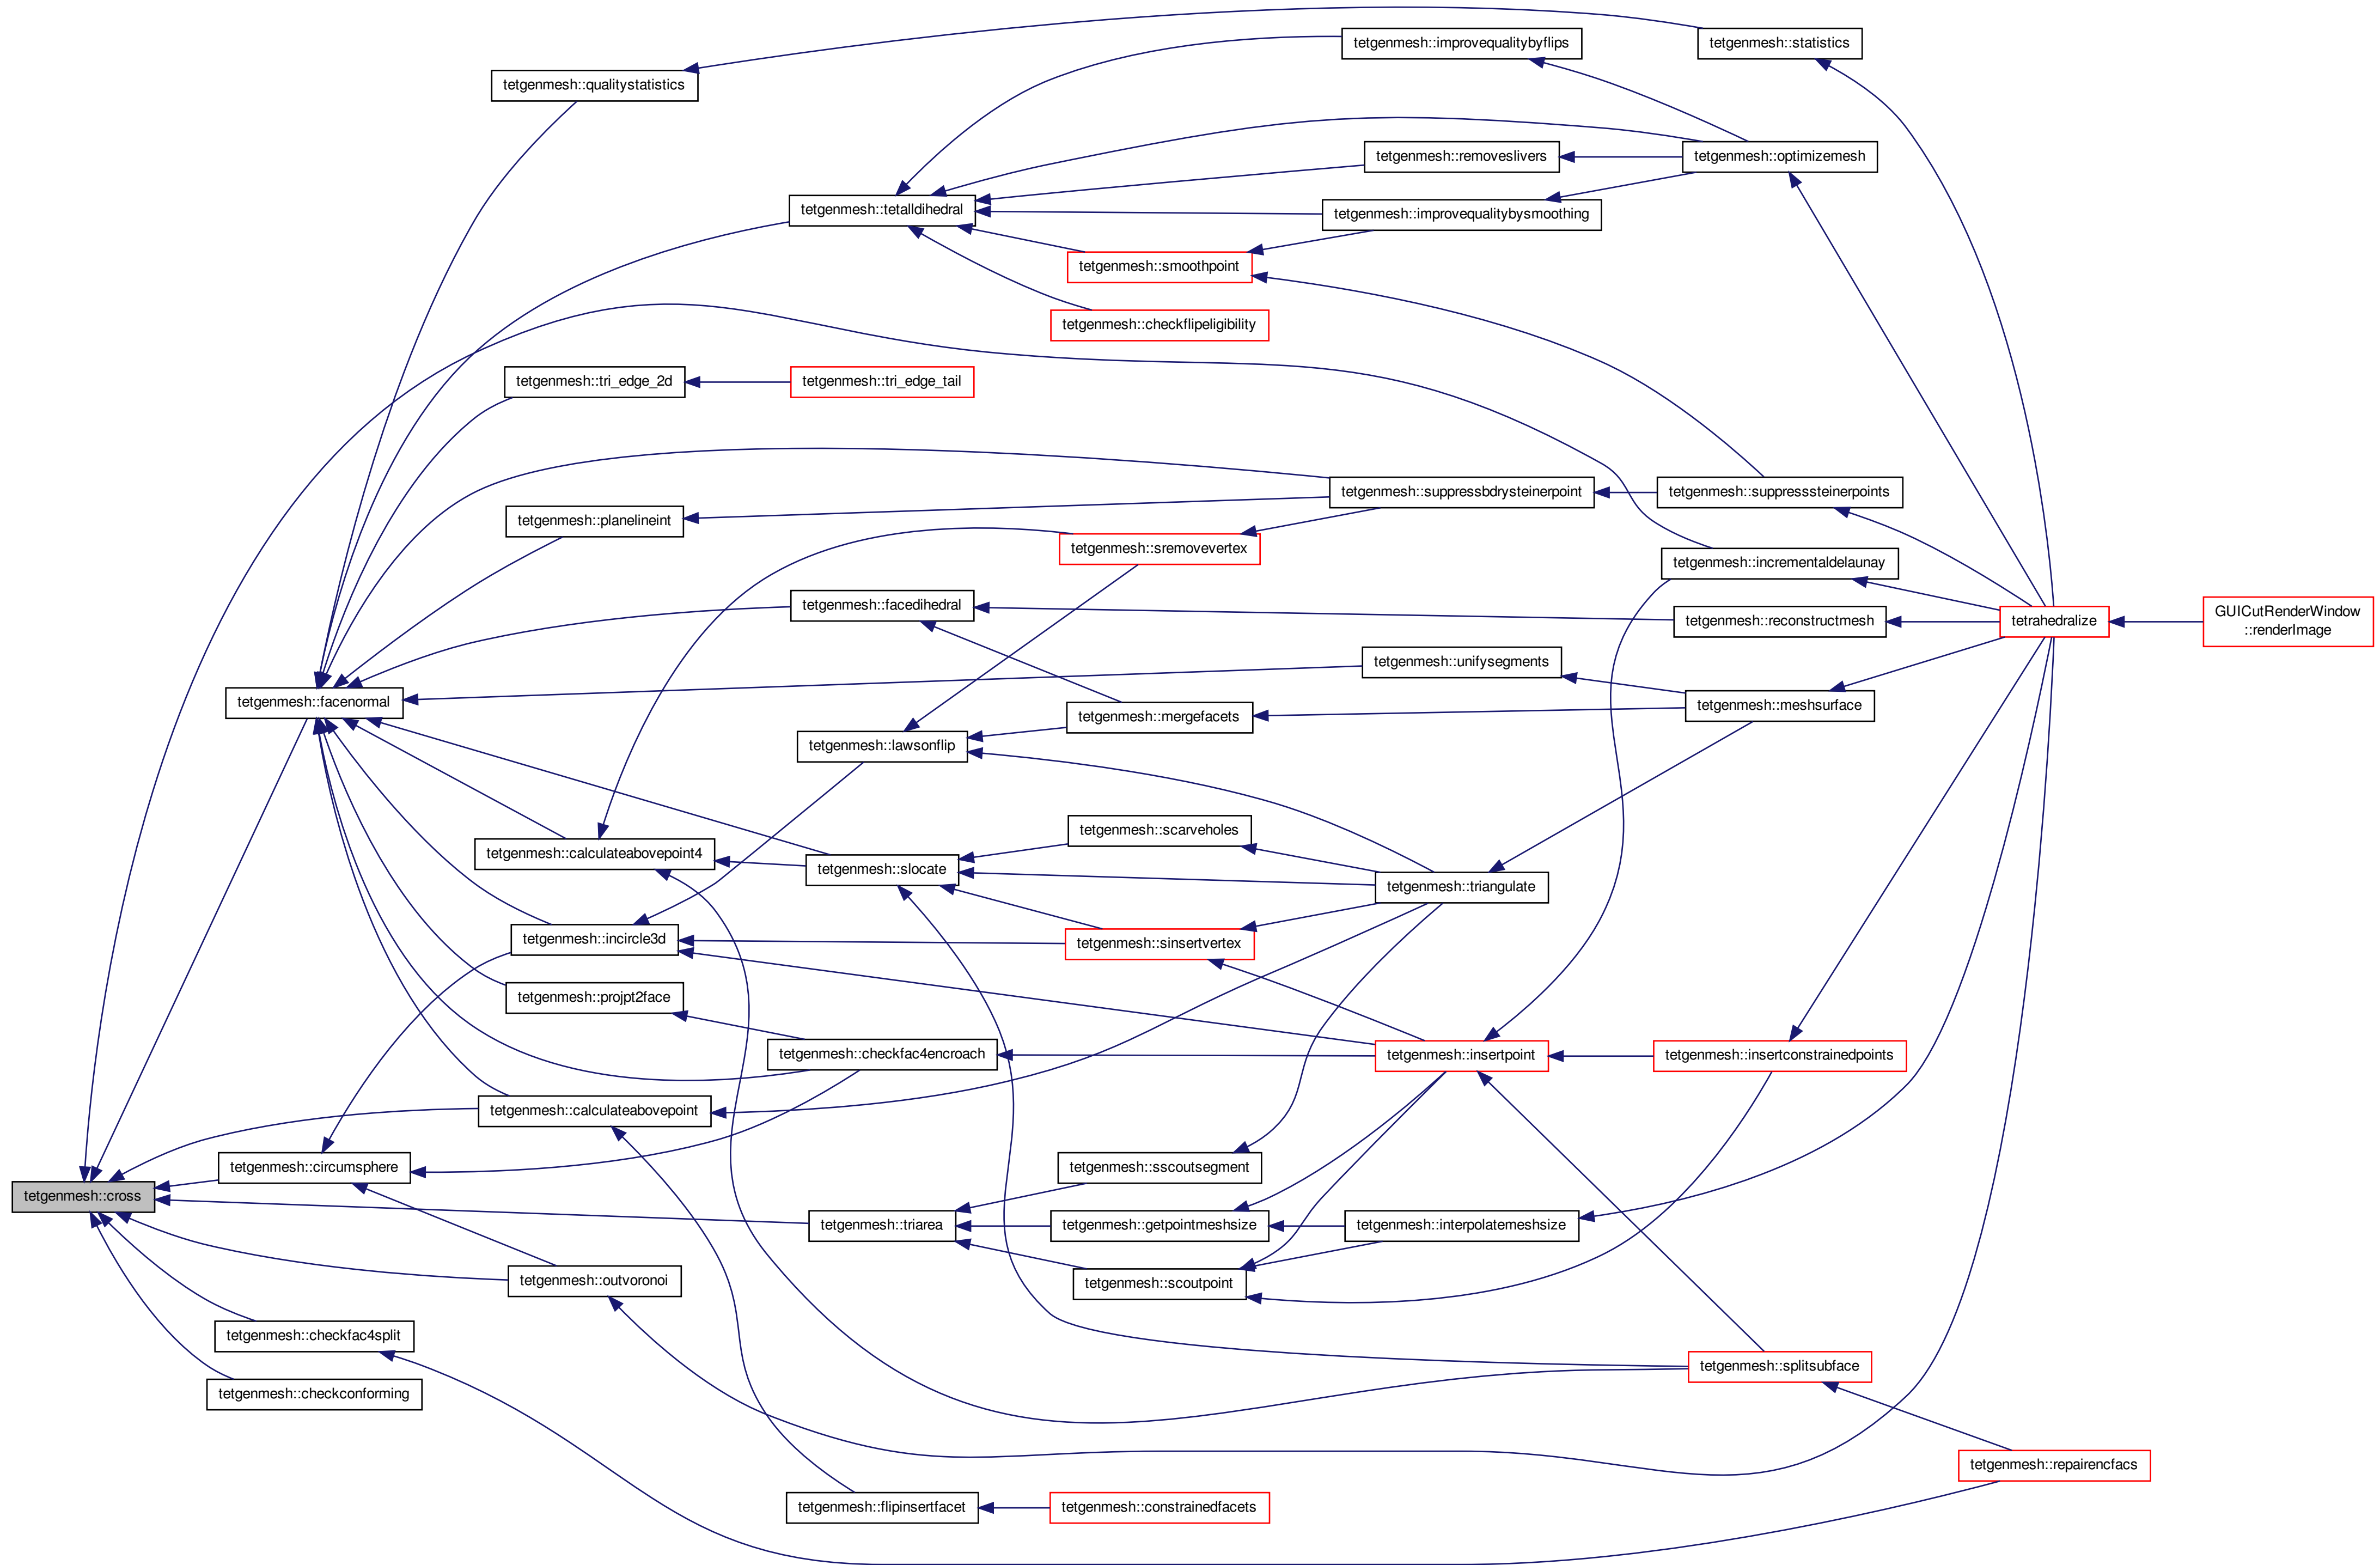 tetgenmesh::improvequalitybyflips
tetgenmesh::statistics
tetgenmesh::qualitystatistics
tetgenmesh::removeslivers
tetgenmesh::optimizemesh
tetgenmesh::tetalldihedral
tetgenmesh::improvequalitybysmoothing
tetgenmesh::smoothpoint
tetgenmesh::checkflipeligibility
tetgenmesh::tri_edge_2d
tetgenmesh::tri_edge_tail
tetgenmesh::suppressbdrysteinerpoint
tetgenmesh::suppresssteinerpoints
tetgenmesh::planelineint
tetgenmesh::sremovevertex
tetgenmesh::incrementaldelaunay
tetgenmesh::facedihedral
tetgenmesh::reconstructmesh
tetrahedralize
GUICutRenderWindow
::renderImage
tetgenmesh::unifysegments
tetgenmesh::facenormal
tetgenmesh::mergefacets
tetgenmesh::meshsurface
tetgenmesh::lawsonflip
tetgenmesh::scarveholes
tetgenmesh::calculateabovepoint4
tetgenmesh::slocate
tetgenmesh::triangulate
tetgenmesh::incircle3d
tetgenmesh::sinsertvertex
tetgenmesh::projpt2face
tetgenmesh::checkfac4encroach
tetgenmesh::insertpoint
tetgenmesh::insertconstrainedpoints
tetgenmesh::calculateabovepoint
tetgenmesh::circumsphere
tetgenmesh::sscoutsegment
tetgenmesh::cross
tetgenmesh::triarea
tetgenmesh::getpointmeshsize
tetgenmesh::interpolatemeshsize
tetgenmesh::outvoronoi
tetgenmesh::scoutpoint
tetgenmesh::checkfac4split
tetgenmesh::splitsubface
tetgenmesh::checkconforming
tetgenmesh::repairencfacs
tetgenmesh::flipinsertfacet
tetgenmesh::constrainedfacets